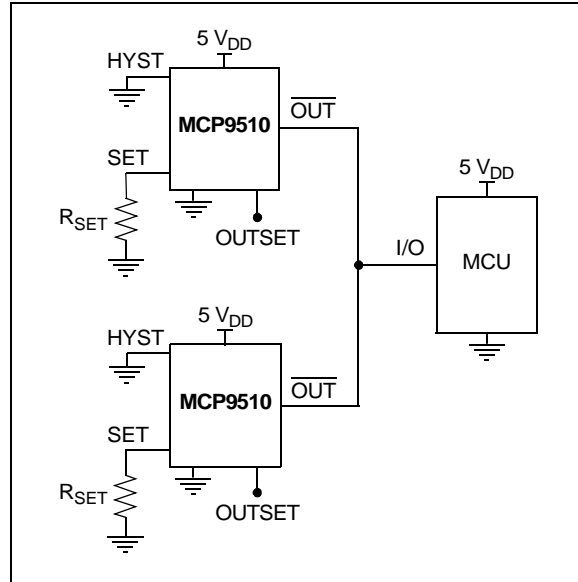 5 VDD
HYST
MCP9510
OUT
SET
RSET
OUTSET
5 VDD
I/O
MCU
5 VDD
HYST
MCP9510
OUT
SET
RSET
OUTSET